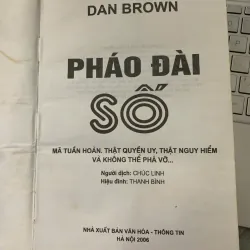 DAN BROWN
PHÁO ĐÀI
SỐ
MÃ TUẦN HOÀN. THẬT QUYỀN UY, THẬT NGUY HIỂM
VÀ KHÔNG THỂ PHÁ VỠ...
Người dịch: CHÚC LINH
Hiệu đính: THANH BÌNH
NHÀ XUẤT BẢN VĂN HÓA - THÔNG TIN
HÀ NỘI 2006